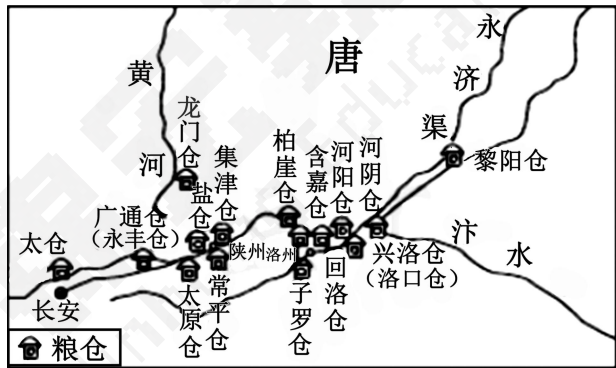 唐
黄
河
永
济
渠
汴
水
龙门仓
盐仓
集津仓
柏崖仓
含嘉仓
河阳仓
河阴仓
黎阳仓
太仓
广通仓
（永丰仓）
陕州
洛州
兴洛仓
（洛口仓）
长安
太原仓
常平仓
子罗仓
回洛仓
粮仓